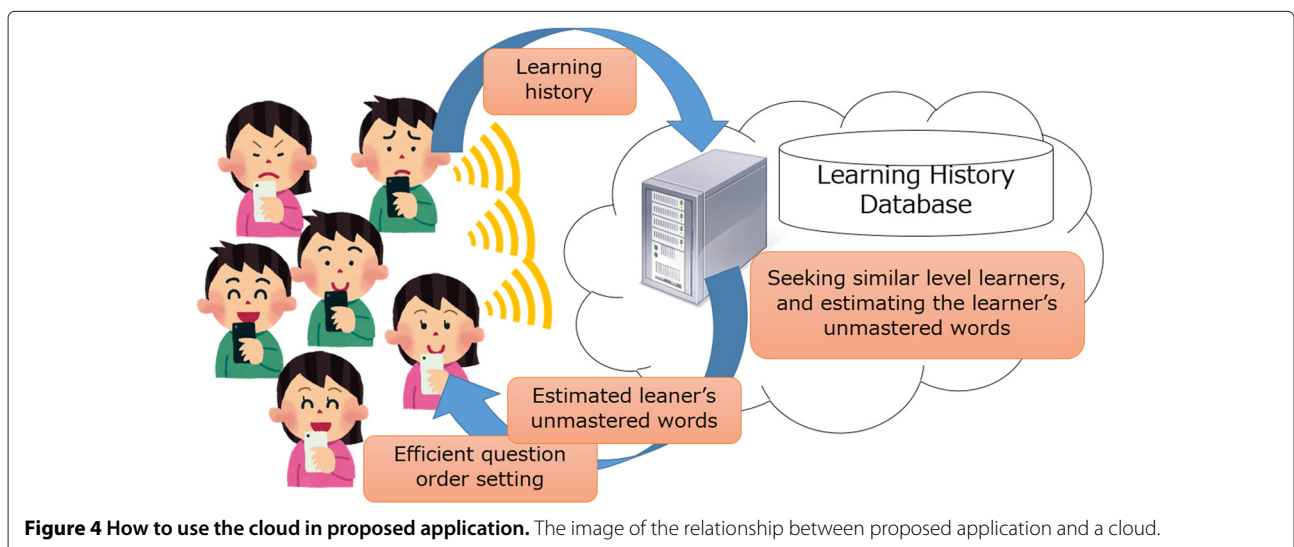 Learning
history
Learning History
Database
Seeking similar level learners,
and estimating the learner's
unmastered words
Estimated leaner's
unmastered words
Efficient question
order setting
Figure 4 How to use the cloud in proposed application. The image of the relationship between proposed application and a cloud.